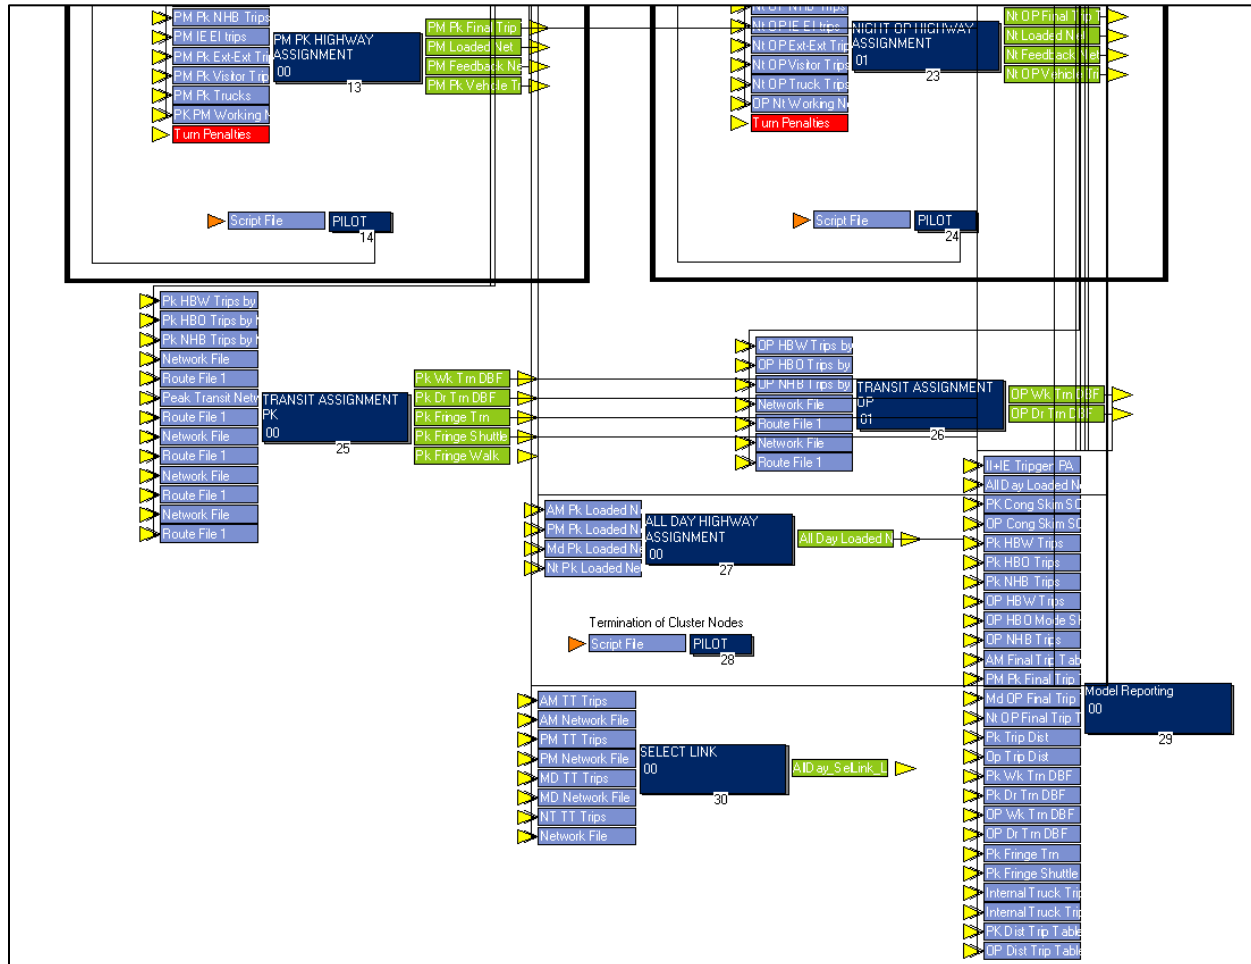 PM Pk NHB Trips
PM IE EI trips
PM Pk Ext-Ext Tri
PM Pk Visitor Trip
PM Pk Trucks
PK PM Working N
Turn Penalties
PM PK HIGHWAY
ASSIGNMENT
00
13
PM Pk Final Trip
PM Loaded Net
PM Feedback Ne
PM Pk Vehicle T
Script File
PILOT
14
Nt OP NHB Trips
Nt OP IE EI trips
Nt OP Ext-Ext Trip
Nt OP Visitor Trips
Nt OP Truck Trips
OP Nt Working N
Turn Penalties
NIGHT OP HIGHWAY
ASSIGNMENT
01
23
Nt OP Final Trip T
Nt Loaded Net
Nt Feedback Net
Nt OP Vehicle Tri
Script File
PILOT
24
Pk HBW Trips by
Pk HBO Trips by
Pk NHB Trips by
Network File
Route File 1
Peak Transit Netw
Route File 1
Network File
Route File 1
Network File
Route File 1
Network File
Route File 1
TRANSIT ASSIGNMENT
PK
00
25
Pk Wk Trn DBF
Pk Dr Trn DBF
Pk Fringe Trn
Pk Fringe Shuttle
Pk Fringe Walk
OP HBW Trips by
OP HBO Trips by
OP NHB Trips by
Network File
Route File 1
Network File
Route File 1
TRANSIT ASSIGNMENT
OP
01
26
OP Wk Trn DBF
OP Dr Trn DBF
AM Pk Loaded N
PM Pk Loaded N
Md Pk Loaded Ne
Nt Pk Loaded Net
ALL DAY HIGHWAY
ASSIGNMENT
00
27
All Day Loaded N
Termination of Cluster Nodes
Script File
PILOT
28
AM TT Trips
AM Network File
PM TT Trips
PM Network File
MD TT Trips
MD Network File
NT TT Trips
Network File
SELECT LINK
00
30
AllDay_SelLink_L
II+IE Tripgen PA
All Day Loaded N
PK Cong Skim SO
OP Cong Skim SO
Pk HBW Trips
Pk HBO Trips
Pk NHB Trips
OP HBW Trips
OP HBO Mode Sh
OP NHB Trips
AM Final Trip Tab
PM Pk Final Trip
Md OP Final Trip
Nt OP Final Trip T
Pk Trip Dist
Op Trip Dist
Pk Wk Trn DBF
Pk Dr Trn DBF
OP Wk Trn DBF
OP Dr Trn DBF
Pk Fringe Trn
Pk Fringe Shuttle
Internal Truck Trip
Internal Truck Trip
PK Dist Trip Table
OP Dist Trip Table
Model Reporting
00
29